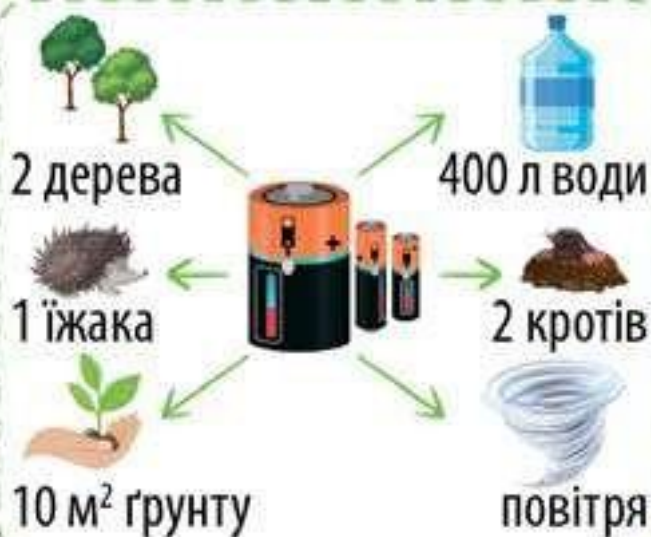 2 дерева
400 л води
1 їжака
2 кротів
10 м² ґрунту
повітря